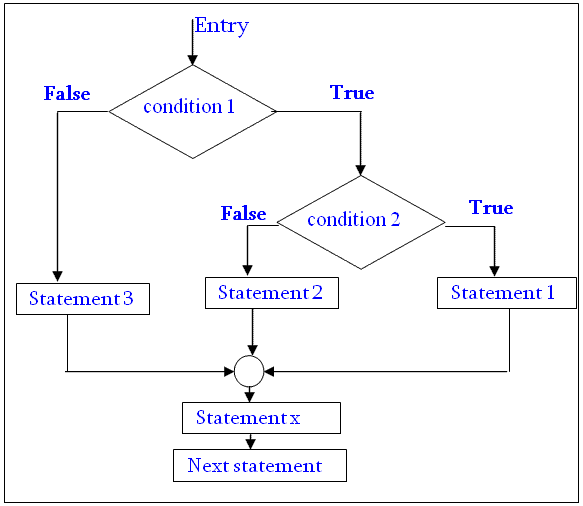 Entry
False
True
condition 1
False
True
condition 2
Statement 3
Statement 2
Statement 1
Statement x
Next statement